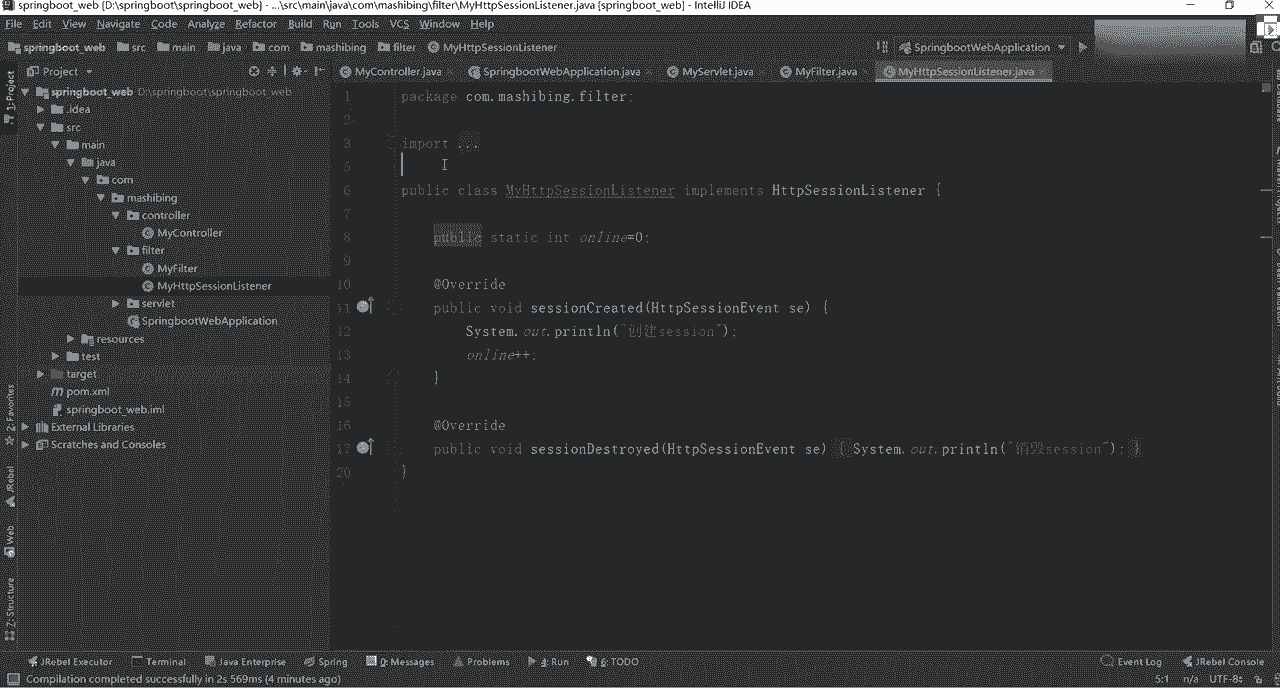 springboot_web [D:\springboot\springboot_web] - ...\src\main\java\com\mashibing\filter\MyHttpSessionListener.java [springboot_web] - IntelliJ IDEA
File Edit View Navigate Code Analyze Refactor Build Run Tools VCS Window Help
springboot_web src main java com mashibing filter MyHttpSessionListener SpringbootWebApplication
Project MyController.java SpringbootWebApplication.java MyServlet.java MyFilter.java MyHttpSessionListener.java
springboot_web D:\springboot\springboot_web
.idea
src
main
java
com
mashibing
controller
MyController
filter
MyFilter
MyHttpSessionListener
servlet
SpringbootWebApplication
resources
test
target
pom.xml
springboot_web.iml
External Libraries
Scratches and Consoles
1: Project
2: Favorites
JRebel
Web
Z: Structure
1 package com.mashibing.filter;
2
3 import ...
5
6 public class MyHttpSessionListener implements HttpSessionListener {
7
8 public static int online=0;
9
10 @Override
11 public void sessionCreated(HttpSessionEvent se) {
12 System.out.println("创建session");
13 online++;
14 }
15
16 @Override
17 public void sessionDestroyed(HttpSessionEvent se) { System.out.println("销毁session"); }
20 }
JRebel Executor Terminal Java Enterprise Spring 0: Messages Problems 4: Run 6: TODO Event Log JRebel Console
Compilation completed successfully in 2s 569ms (4 minutes ago) 5:1 n/a UTF-8